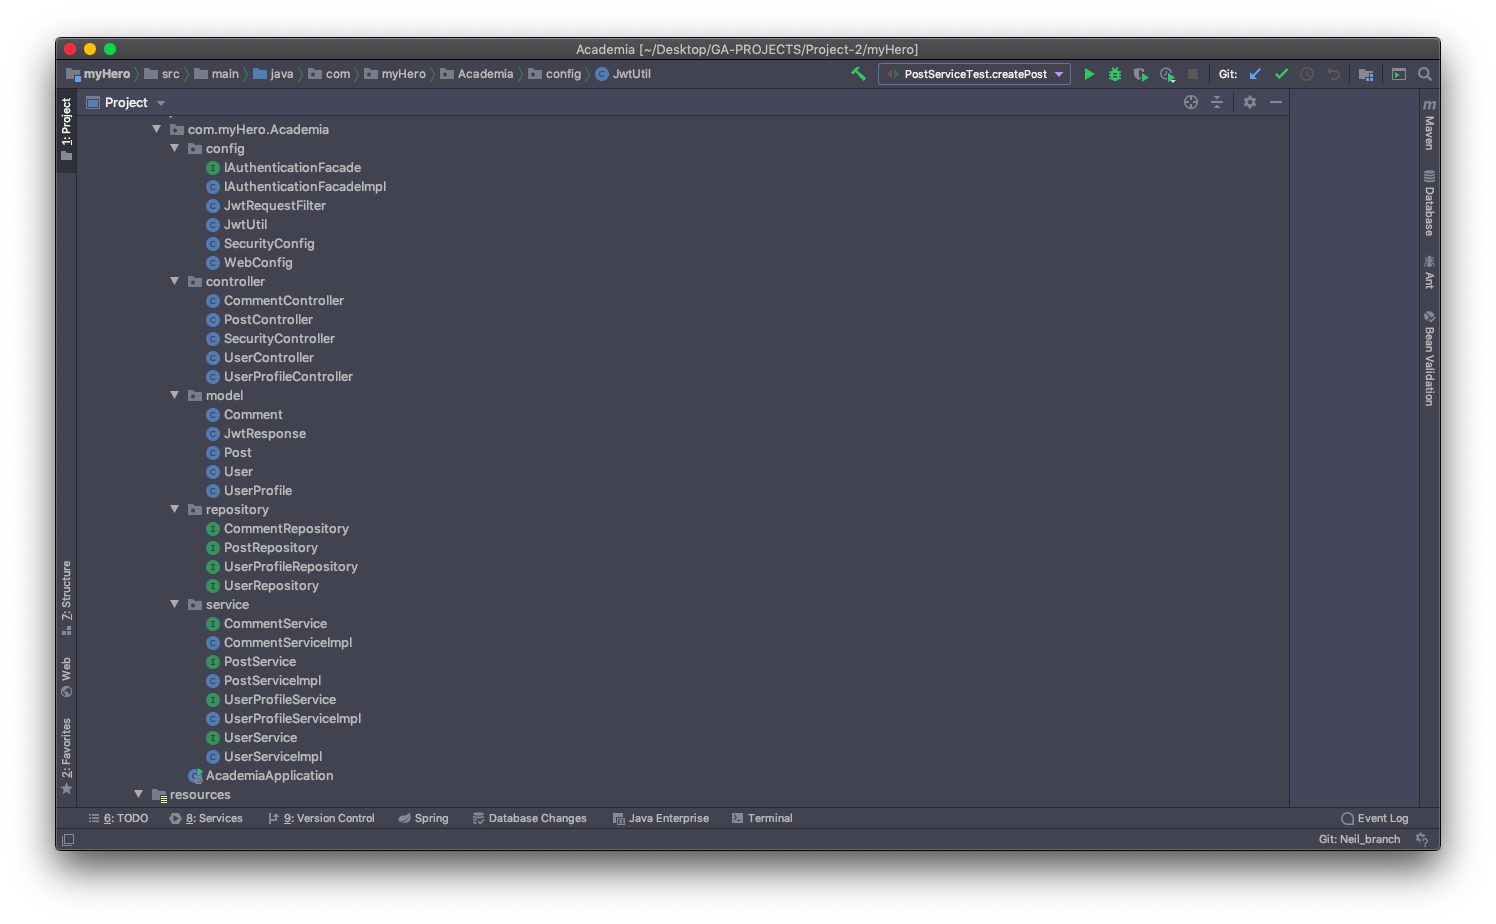 Academia [~/Desktop/GA-PROJECTS/Project-2/myHero]
myHero src main java com myHero Academia config JwtUtil
PostServiceTest.createPost
Git:
1: Project
Project
com.myHero.Academia
config
IAuthenticationFacade
IAuthenticationFacadeImpl
JwtRequestFilter
JwtUtil
SecurityConfig
WebConfig
controller
CommentController
PostController
SecurityController
UserController
UserProfileController
model
Comment
JwtResponse
Post
User
UserProfile
repository
CommentRepository
PostRepository
UserProfileRepository
UserRepository
service
CommentService
CommentServiceImpl
PostService
PostServiceImpl
UserProfileService
UserProfileServiceImpl
UserService
UserServiceImpl
AcademiaApplication
resources
Z: Structure
Web
2: Favorites
m Maven
Database
Ant
Bean Validation
6: TODO 8: Services 9: Version Control Spring Database Changes Java Enterprise Terminal Event Log
Git: Neil_branch